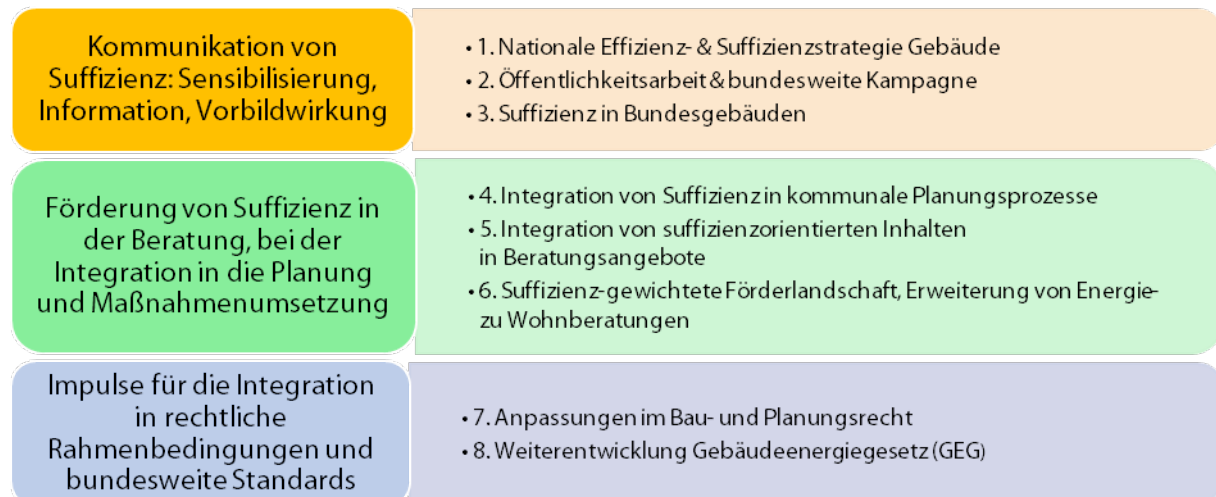 Kommunikation von
Suffizienz: Sensibilisierung,
Information, Vorbildwirkung
• 1. Nationale Effizienz- & Suffizienzstrategie Gebäude
• 2. Öffentlichkeitsarbeit & bundesweite Kampagne
• 3. Suffizienz in Bundesgebäuden
Förderung von Suffizienz in
der Beratung, bei der
Integration in die Planung
und Maßnahmenumsetzung
• 4. Integration von Suffizienz in kommunale Planungsprozesse
• 5. Integration von suffizienzorientierten Inhalten
in Beratungsangebote
• 6. Suffizienz-gewichtete Förderlandschaft, Erweiterung von Energie-
zu Wohnberatungen
Impulse für die Integration
in rechtliche
Rahmenbedingungen und
bundesweite Standards
• 7. Anpassungen im Bau- und Planungsrecht
• 8. Weiterentwicklung Gebäudeenergiegesetz (GEG)